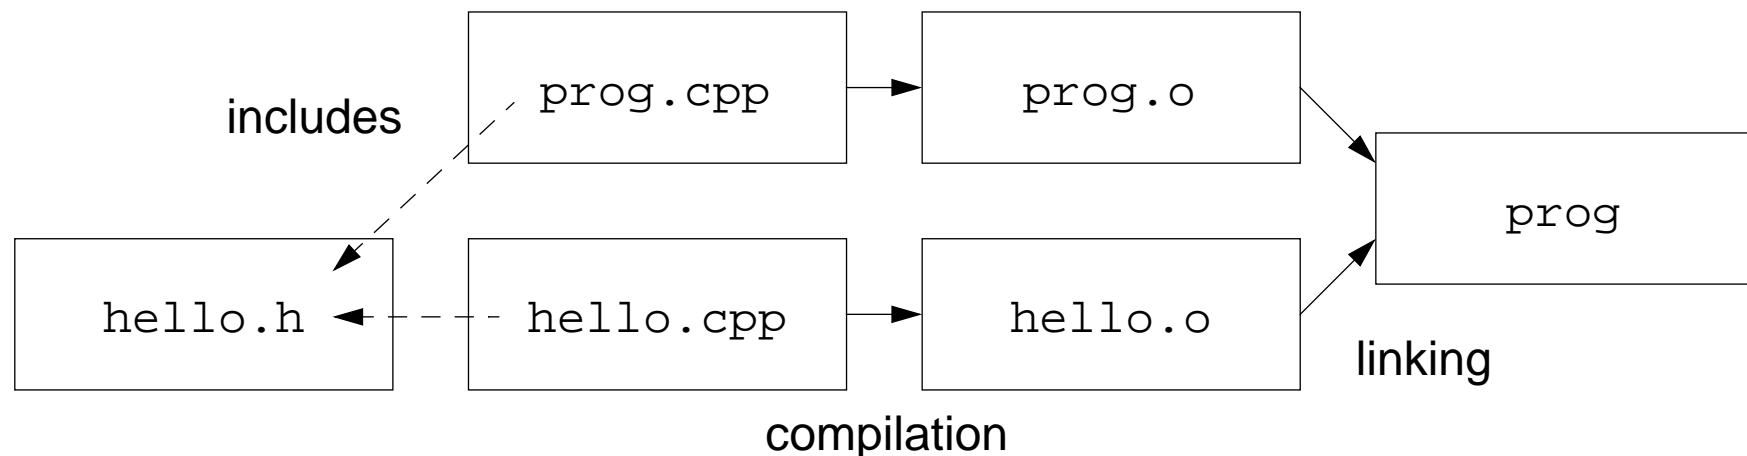 prog.cpp
prog.o
includes
prog
hello.h
hello.cpp
hello.o
linking
compilation